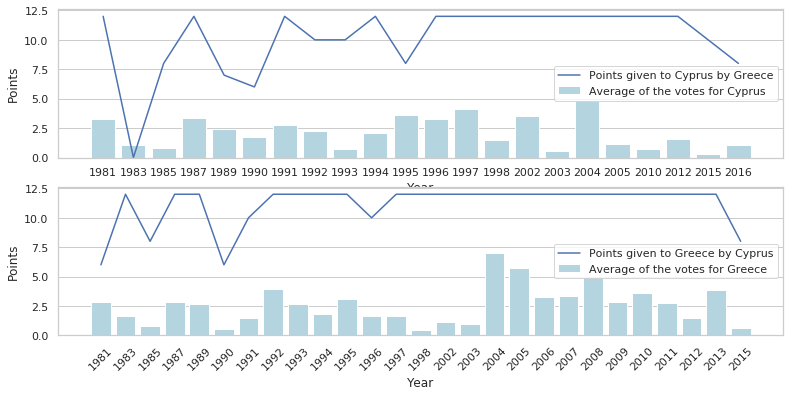 12.5
10.0
7.5
5.0
2.5
0.0
Points
Points given to Cyprus by Greece
Average of the votes for Cyprus
1981 1983 1985 1987 1989 1990 1991 1992 1993 1994 1995 1996 1997 1998 2002 2003 2004 2005 2010 2012 2015 2016
Year
12.5
10.0
7.5
5.0
2.5
0.0
Points
Points given to Greece by Cyprus
Average of the votes for Greece
1981 1983 1985 1987 1989 1990 1991 1992 1993 1994 1995 1996 1997 1998 2002 2003 2004 2005 2006 2007 2008 2009 2010 2011 2012 2013 2015
Year